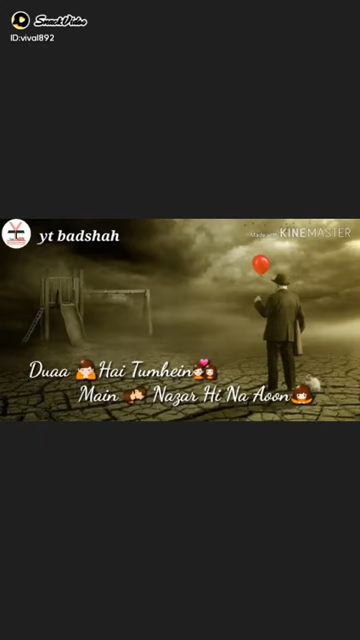 SnackVideo
ID:vival892
yt badshah
Made with KINEMASTER
Duaa 🙇Hai Tumhein💑
Main 🙌 Nazar Hi Na Aoon🙇